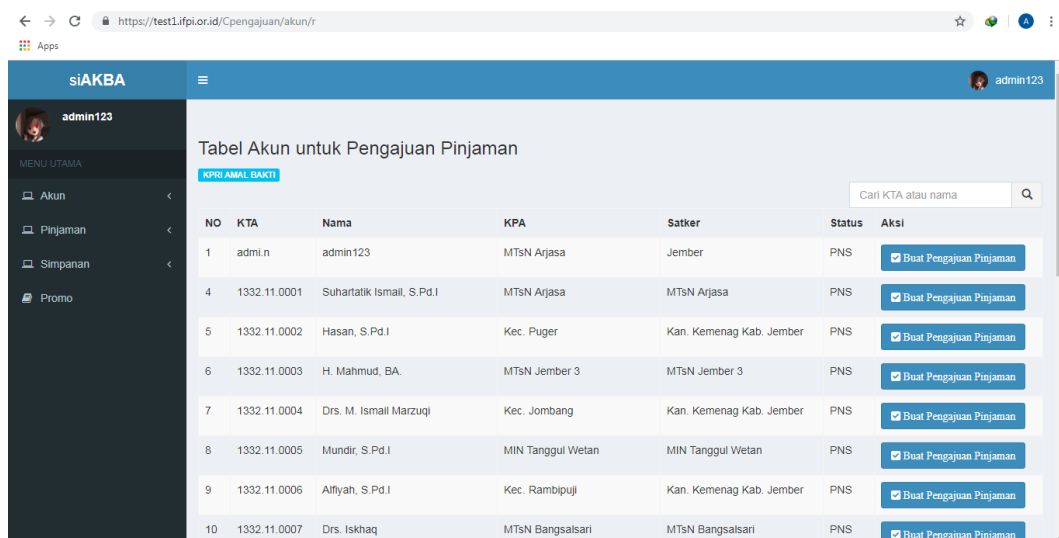 https://test1.ifpi.or.id/Cpengajuan/akun/r
A
Apps
siAKBA
admin123
admin123
MENU UTAMA
Akun
Pinjaman
Simpanan
Promo
Tabel Akun untuk Pengajuan Pinjaman
KPRI AMAL BAKTI
Cari KTA atau nama
NO KTA Nama KPA Satker Status Aksi
1 admi.n admin123 MTsN Arjasa Jember PNS Buat Pengajuan Pinjaman
4 1332.11.0001 Suhartatik Ismail, S.Pd.I MTsN Arjasa MTsN Arjasa PNS Buat Pengajuan Pinjaman
5 1332.11.0002 Hasan, S.Pd.I Kec. Puger Kan. Kemenag Kab. Jember PNS Buat Pengajuan Pinjaman
6 1332.11.0003 H. Mahmud, BA. MTsN Jember 3 MTsN Jember 3 PNS Buat Pengajuan Pinjaman
7 1332.11.0004 Drs. M. Ismail Marzuqi Kec. Jombang Kan. Kemenag Kab. Jember PNS Buat Pengajuan Pinjaman
8 1332.11.0005 Mundir, S.Pd.I MIN Tanggul Wetan MIN Tanggul Wetan PNS Buat Pengajuan Pinjaman
9 1332.11.0006 Alfiyah, S.Pd.I Kec. Rambipuji Kan. Kemenag Kab. Jember PNS Buat Pengajuan Pinjaman
10 1332.11.0007 Drs. Iskhaq MTsN Bangsalsari MTsN Bangsalsari PNS Buat Pengajuan Pinjaman